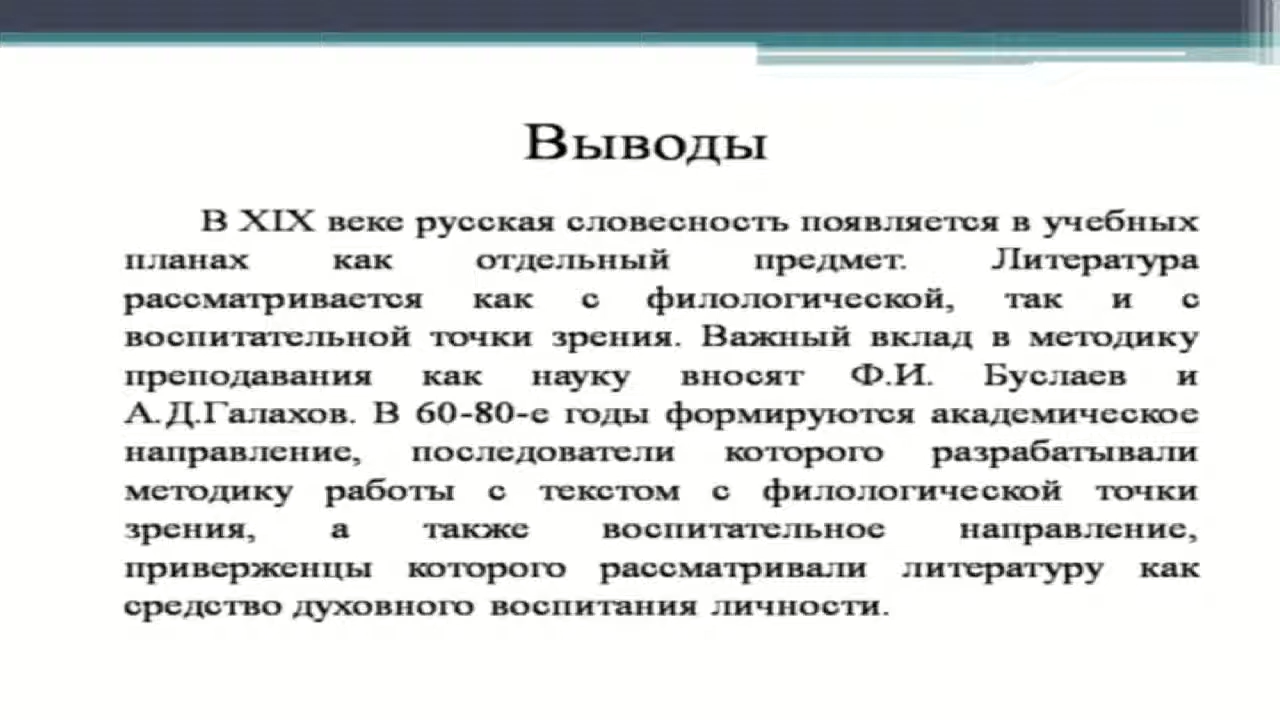 Выводы
В XIX веке русская словесность появляется в учебных
планах как отдельный предмет. Литература
рассматривается как с филологической, так и с
воспитательной точки зрения. Важный вклад в методику
преподавания как науку вносят Ф.И. Буслаев и
А.Д.Галахов. В 60-80-е годы формируются академическое
направление, последователи которого разрабатывали
методику работы с текстом с филологической точки
зрения, а также воспитательное направление,
приверженцы которого рассматривали литературу как
средство духовного воспитания личности.